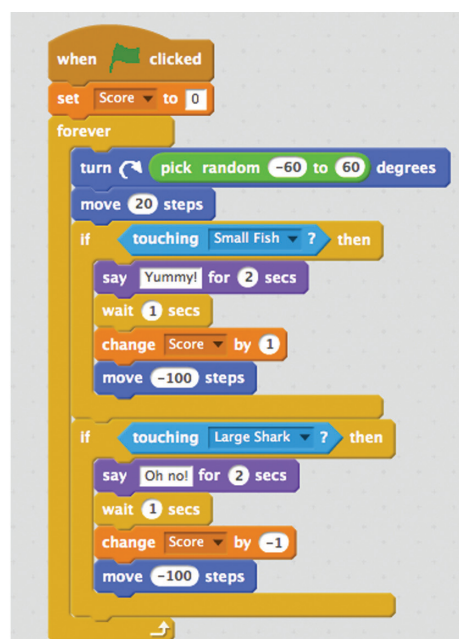 when clicked
set Score to 0
forever
turn pick random -60 to 60 degrees
move 20 steps
if touching Small Fish ? then
say Yummy! for 2 secs
wait 1 secs
change Score by 1
move -100 steps
if touching Large Shark ? then
say Oh no! for 2 secs
wait 1 secs
change Score by -1
move -100 steps